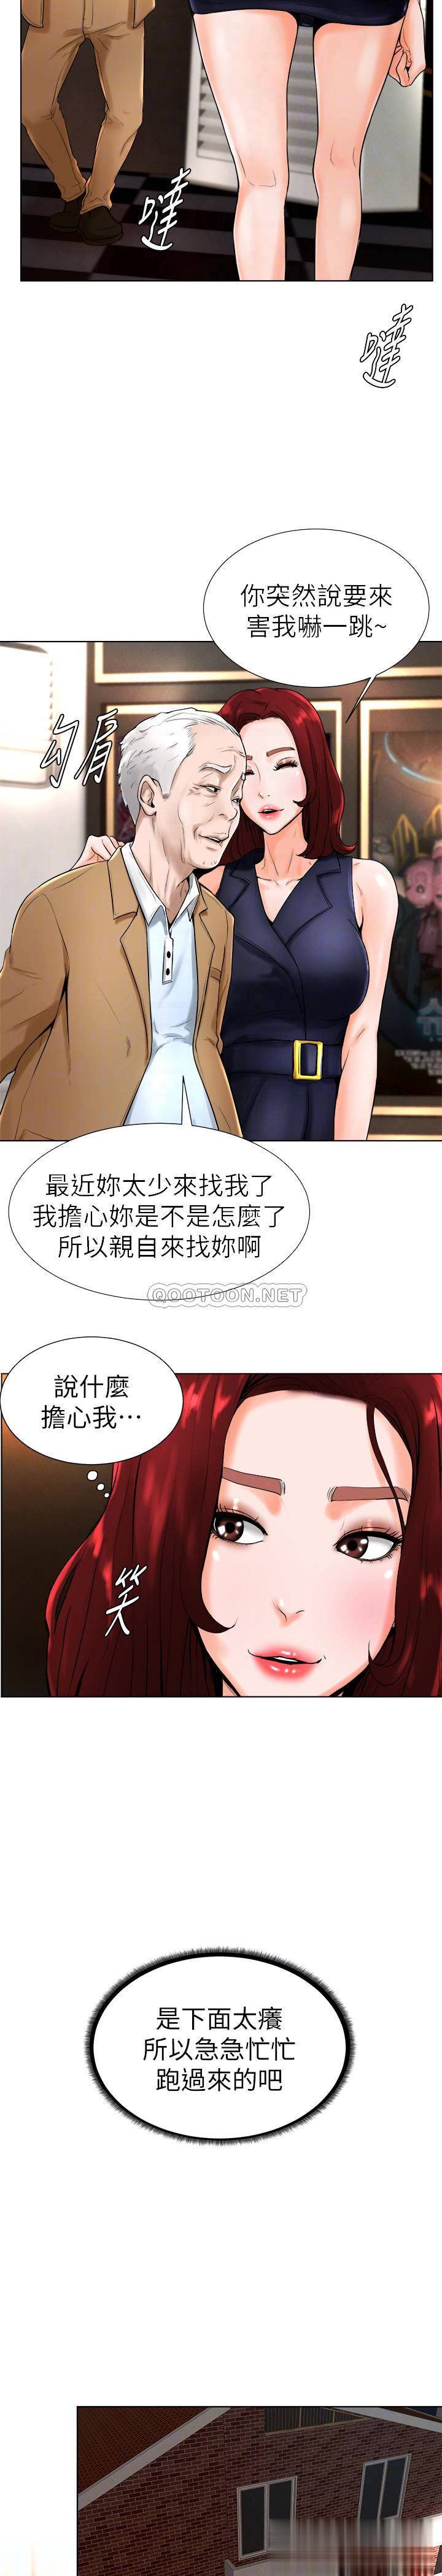 噠
噠
你突然說要來
害我嚇一跳~
勾肩
最近妳太少來找我了
我擔心妳是不是怎麼了
所以親自來找妳啊
QOOTOON.NET
說什麼
擔心我…
笑
是下面太癢
所以急急忙忙
跑過來的吧